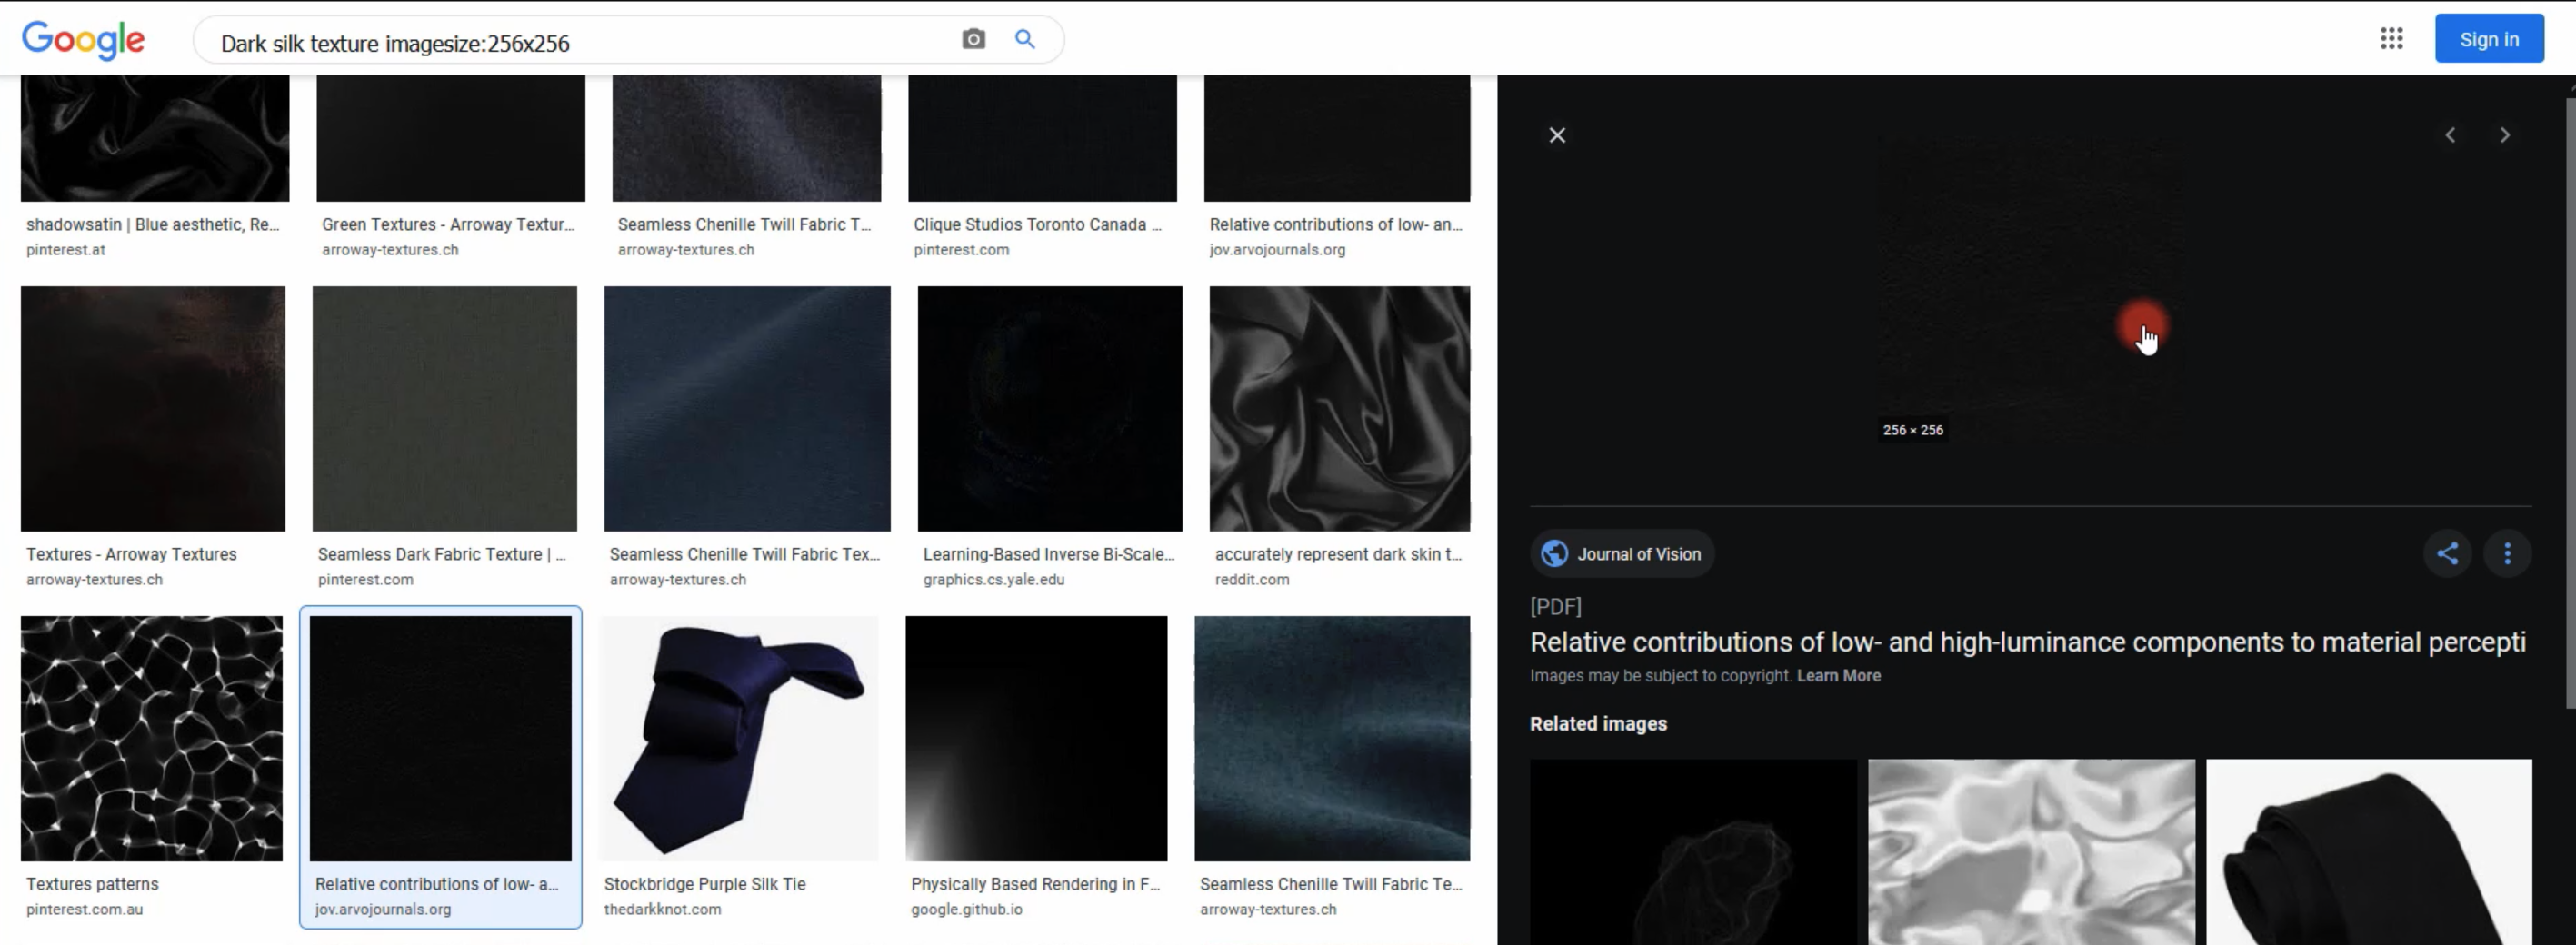 Google
Dark silk texture imagesize:256x256
Sign in
shadowsatin | Blue aesthetic, Re...
pinterest.at
Green Textures - Arroway Textur...
arroway-textures.ch
Seamless Chenille Twill Fabric T...
arroway-textures.ch
Clique Studios Toronto Canada ...
pinterest.com
Relative contributions of low- an...
jov.arvojournals.org
Textures - Arroway Textures
arroway-textures.ch
Seamless Dark Fabric Texture | ...
pinterest.com
Seamless Chenille Twill Fabric Tex...
arroway-textures.ch
Learning-Based Inverse Bi-Scale...
graphics.cs.yale.edu
accurately represent dark skin t...
reddit.com
Textures patterns
pinterest.com.au
Relative contributions of low- a...
jov.arvojournals.org
Stockbridge Purple Silk Tie
thedarkknot.com
Physically Based Rendering in F...
google.github.io
Seamless Chenille Twill Fabric Te...
arroway-textures.ch
256 × 256
Journal of Vision
[PDF]
Relative contributions of low- and high-luminance components to material percepti
Images may be subject to copyright. Learn More
Related images